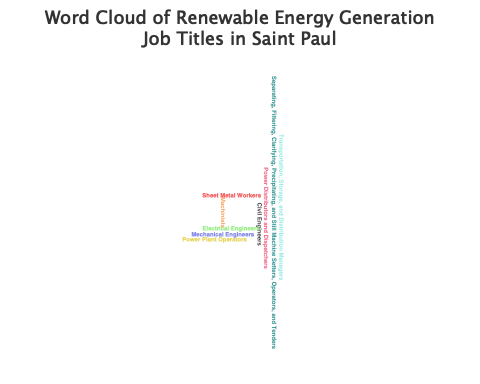 Word Cloud of Renewable Energy Generation
Job Titles in Saint Paul
Separating, Filtering, Clarifying, Precipitating, and Still Machine Setters, Operators, and Tenders
Transportation, Storage, and Distribution Managers
Power Distributors and Dispatchers
Sheet Metal Workers
Machinists
Civil Engineers
Electrical Engineers
Mechanical Engineers
Power Plant Operators